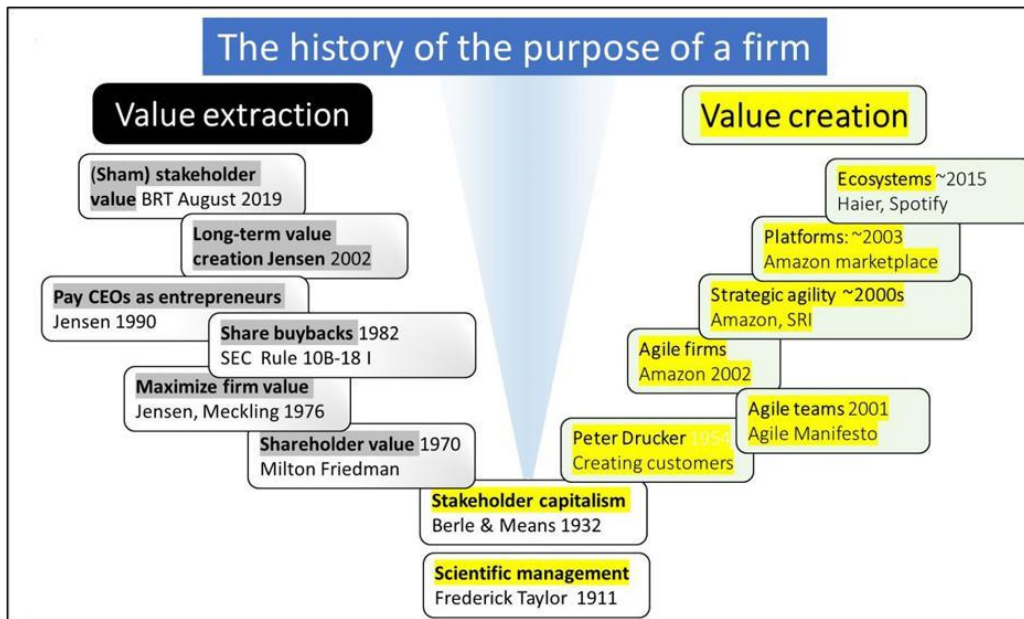 The history of the purpose of a firm
Value extraction
(Sham) stakeholder
value BRT August 2019
Long-term value
creation Jensen 2002
Pay CEOs as entrepreneurs
Jensen 1990
Share buybacks 1982
SEC Rule 10B-18 I
Maximize firm value
Jensen, Meckling 1976
Shareholder value 1970
Milton Friedman
Value creation
Ecosystems ~2015
Haier, Spotify
Platforms: ~2003
Amazon marketplace
Strategic agility ~2000s
Amazon, SRI
Agile firms
Amazon 2002
Agile teams 2001
Agile Manifesto
Peter Drucker 1954
Creating customers
Stakeholder capitalism
Berle & Means 1932
Scientific management
Frederick Taylor 1911